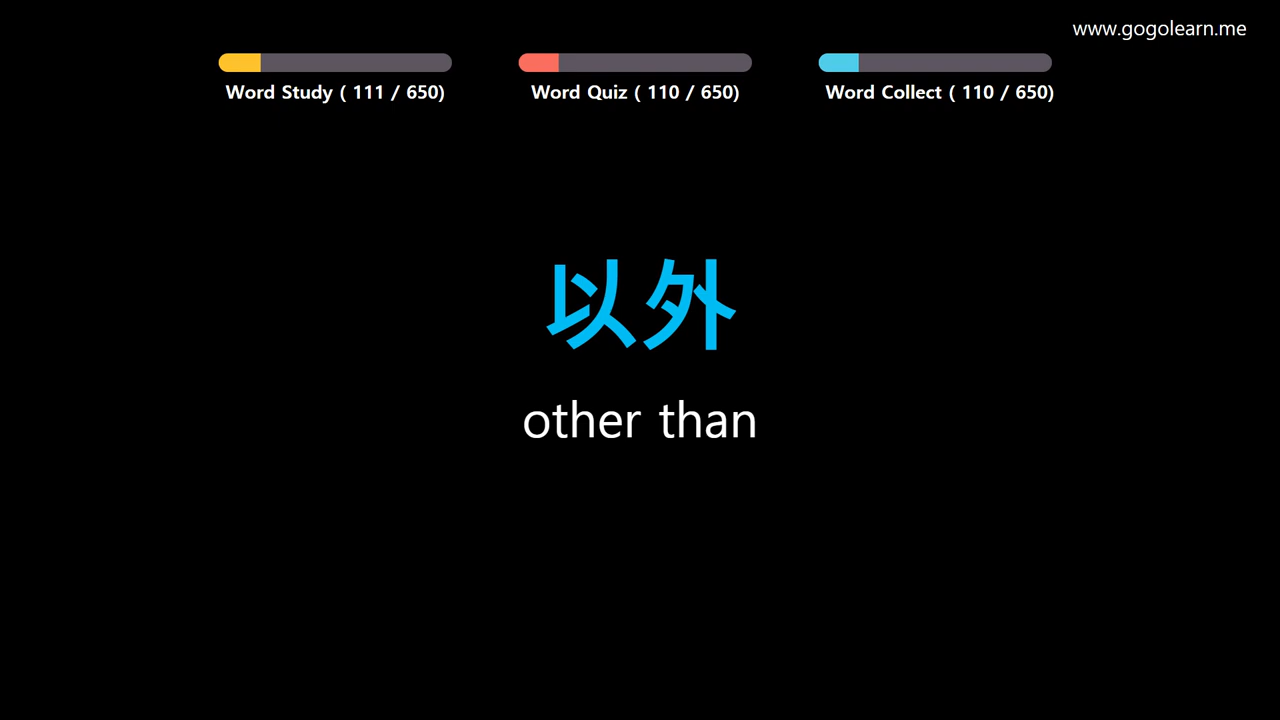 www.gogolearn.me
Word Study ( 111 / 650)
Word Quiz ( 110 / 650)
Word Collect ( 110 / 650)
以外
other than